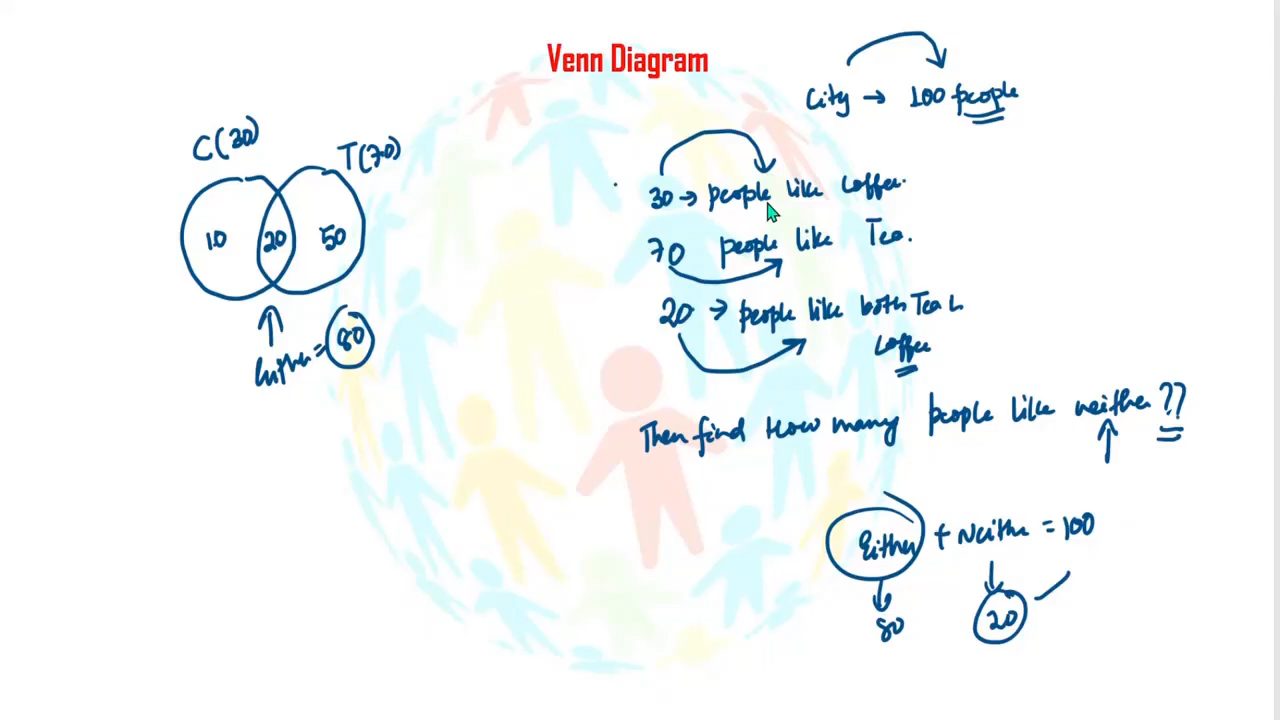 Venn Diagram
City → 100 people
C(30)
T(70)
10 20 50
Either = 80
30 → people like Coffee.
70 people like Tea.
20 → people like both Tea &
Coffee
Then find How many people like neither ??
Either + Neither = 100
80
20